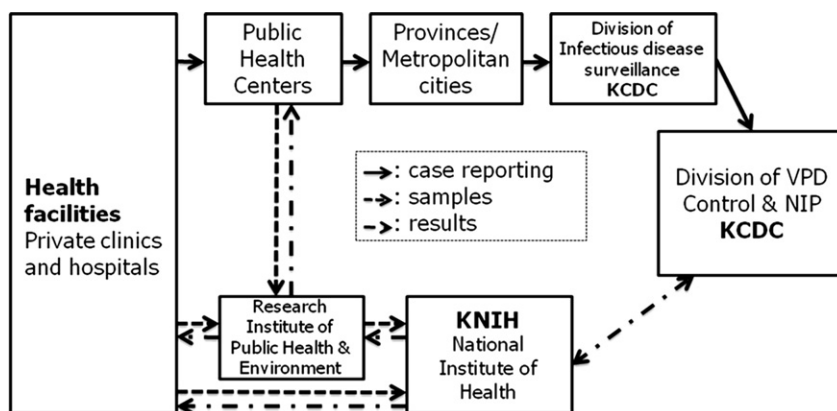 Public
Health
Centers
Provinces/
Metropolitan
cities
Division of
Infectious disease
surveillance
KCDC
Health
facilities
Private clinics
and hospitals
: case reporting
: samples
: results
Division of VPD
Control & NIP
KCDC
Research
Institute of
Public Health &
Environment
KNIH
National
Institute of
Health